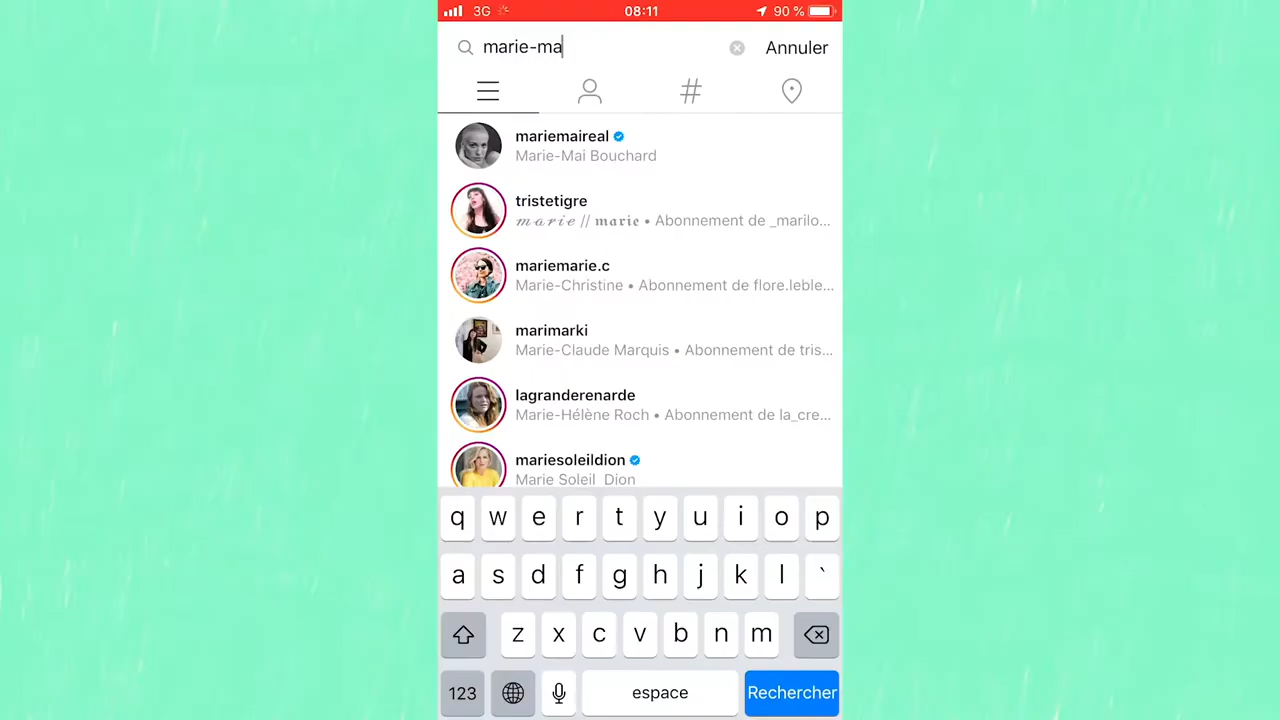 3G 08:11 90 %
marie-ma Annuler
mariemaireal
Marie-Mai Bouchard
tristetigre
𝓂𝒶𝓇𝒾ℯ // 𝖒𝖆𝖗𝖎𝖊 • Abonnement de _marilo...
mariemarie.c
Marie-Christine • Abonnement de flore.leble...
marimarki
Marie-Claude Marquis • Abonnement de tris...
lagranderenarde
Marie-Hélène Roch • Abonnement de la_cre...
mariesoleildion
Marie Soleil Dion
q w e r t y u i o p
a s d f g h j k l `
z x c v b n m
123 espace Rechercher